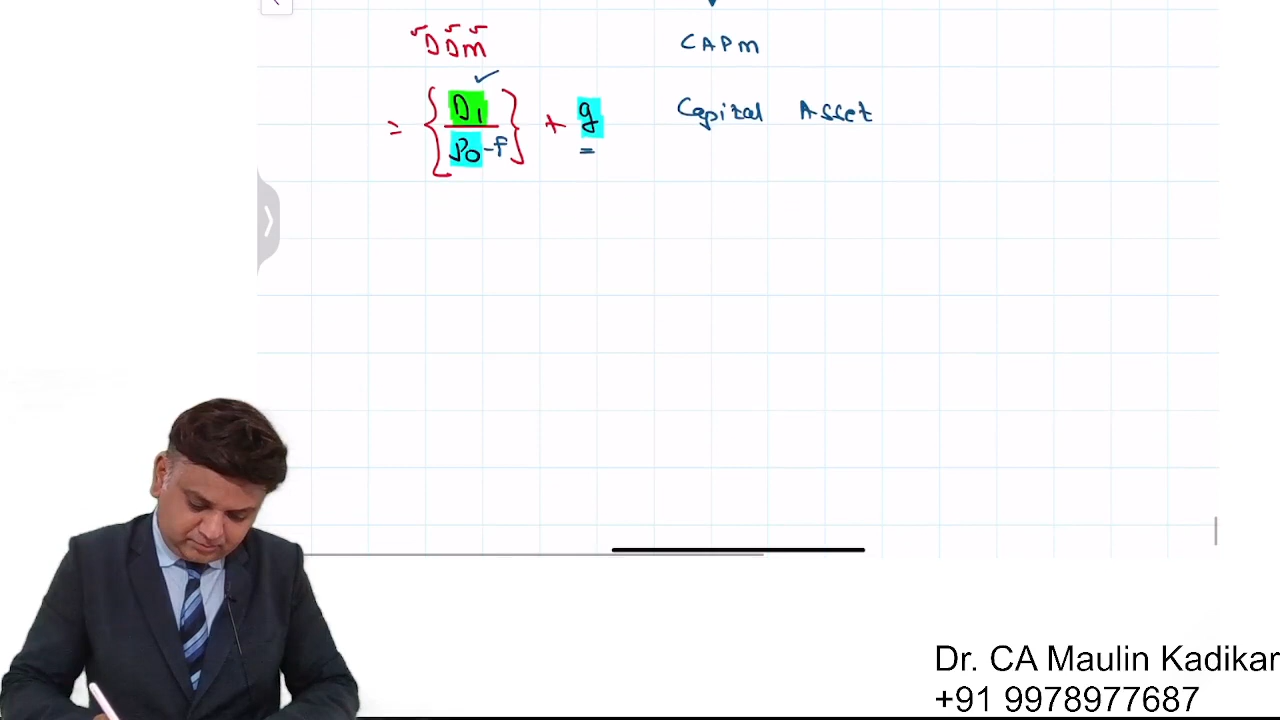 DDM
CAPM
= { D1 / P0 - F } + g
Capital Asset
Dr. CA Maulin Kadikar
+91 9978977687